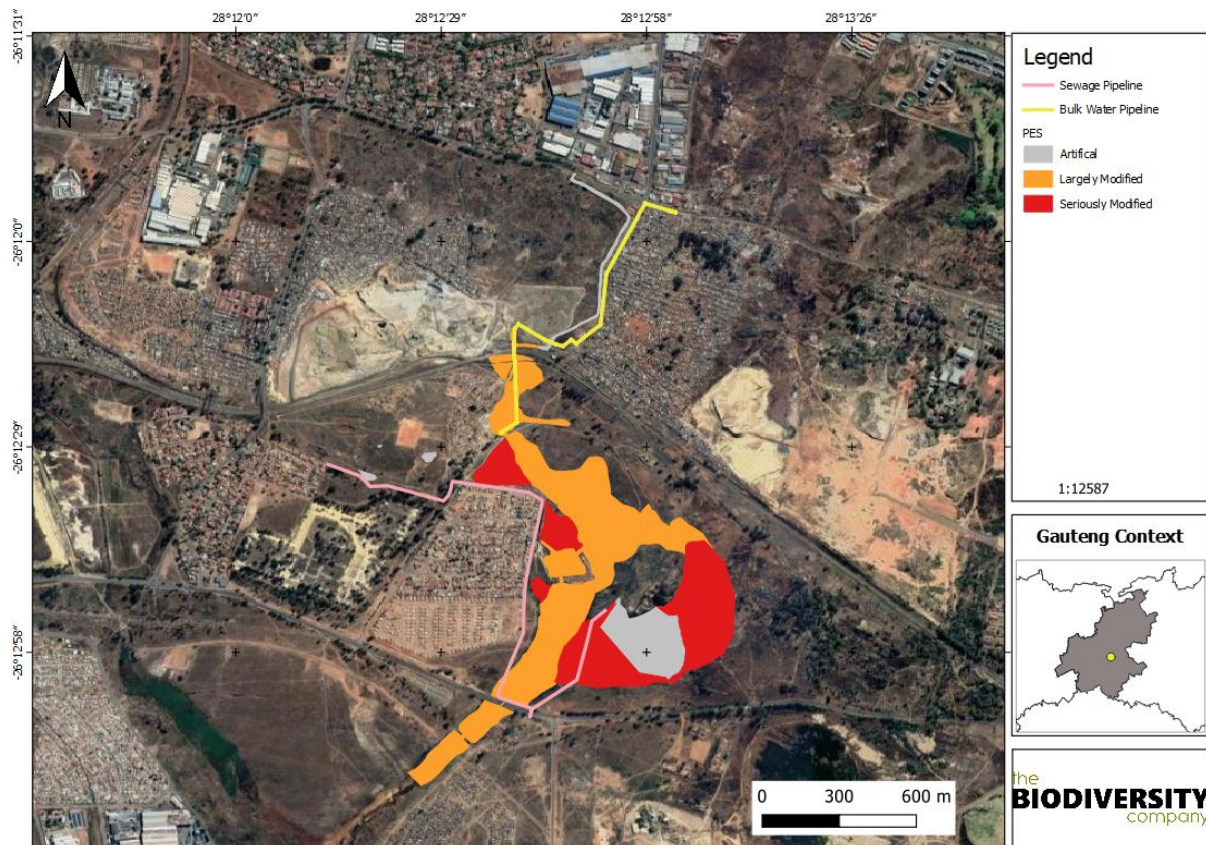 28°12'0"
28°12'29"
28°12'58"
28°13'26"
-26°11'31"
-26°12'0"
-26°12'29"
-26°12'58"
N
Legend
Sewage Pipeline
Bulk Water Pipeline
PES
Artifical
Largely Modified
Seriously Modified
1:12587
Gauteng Context
0 300 600 m
the
BIODIVERSITY
company